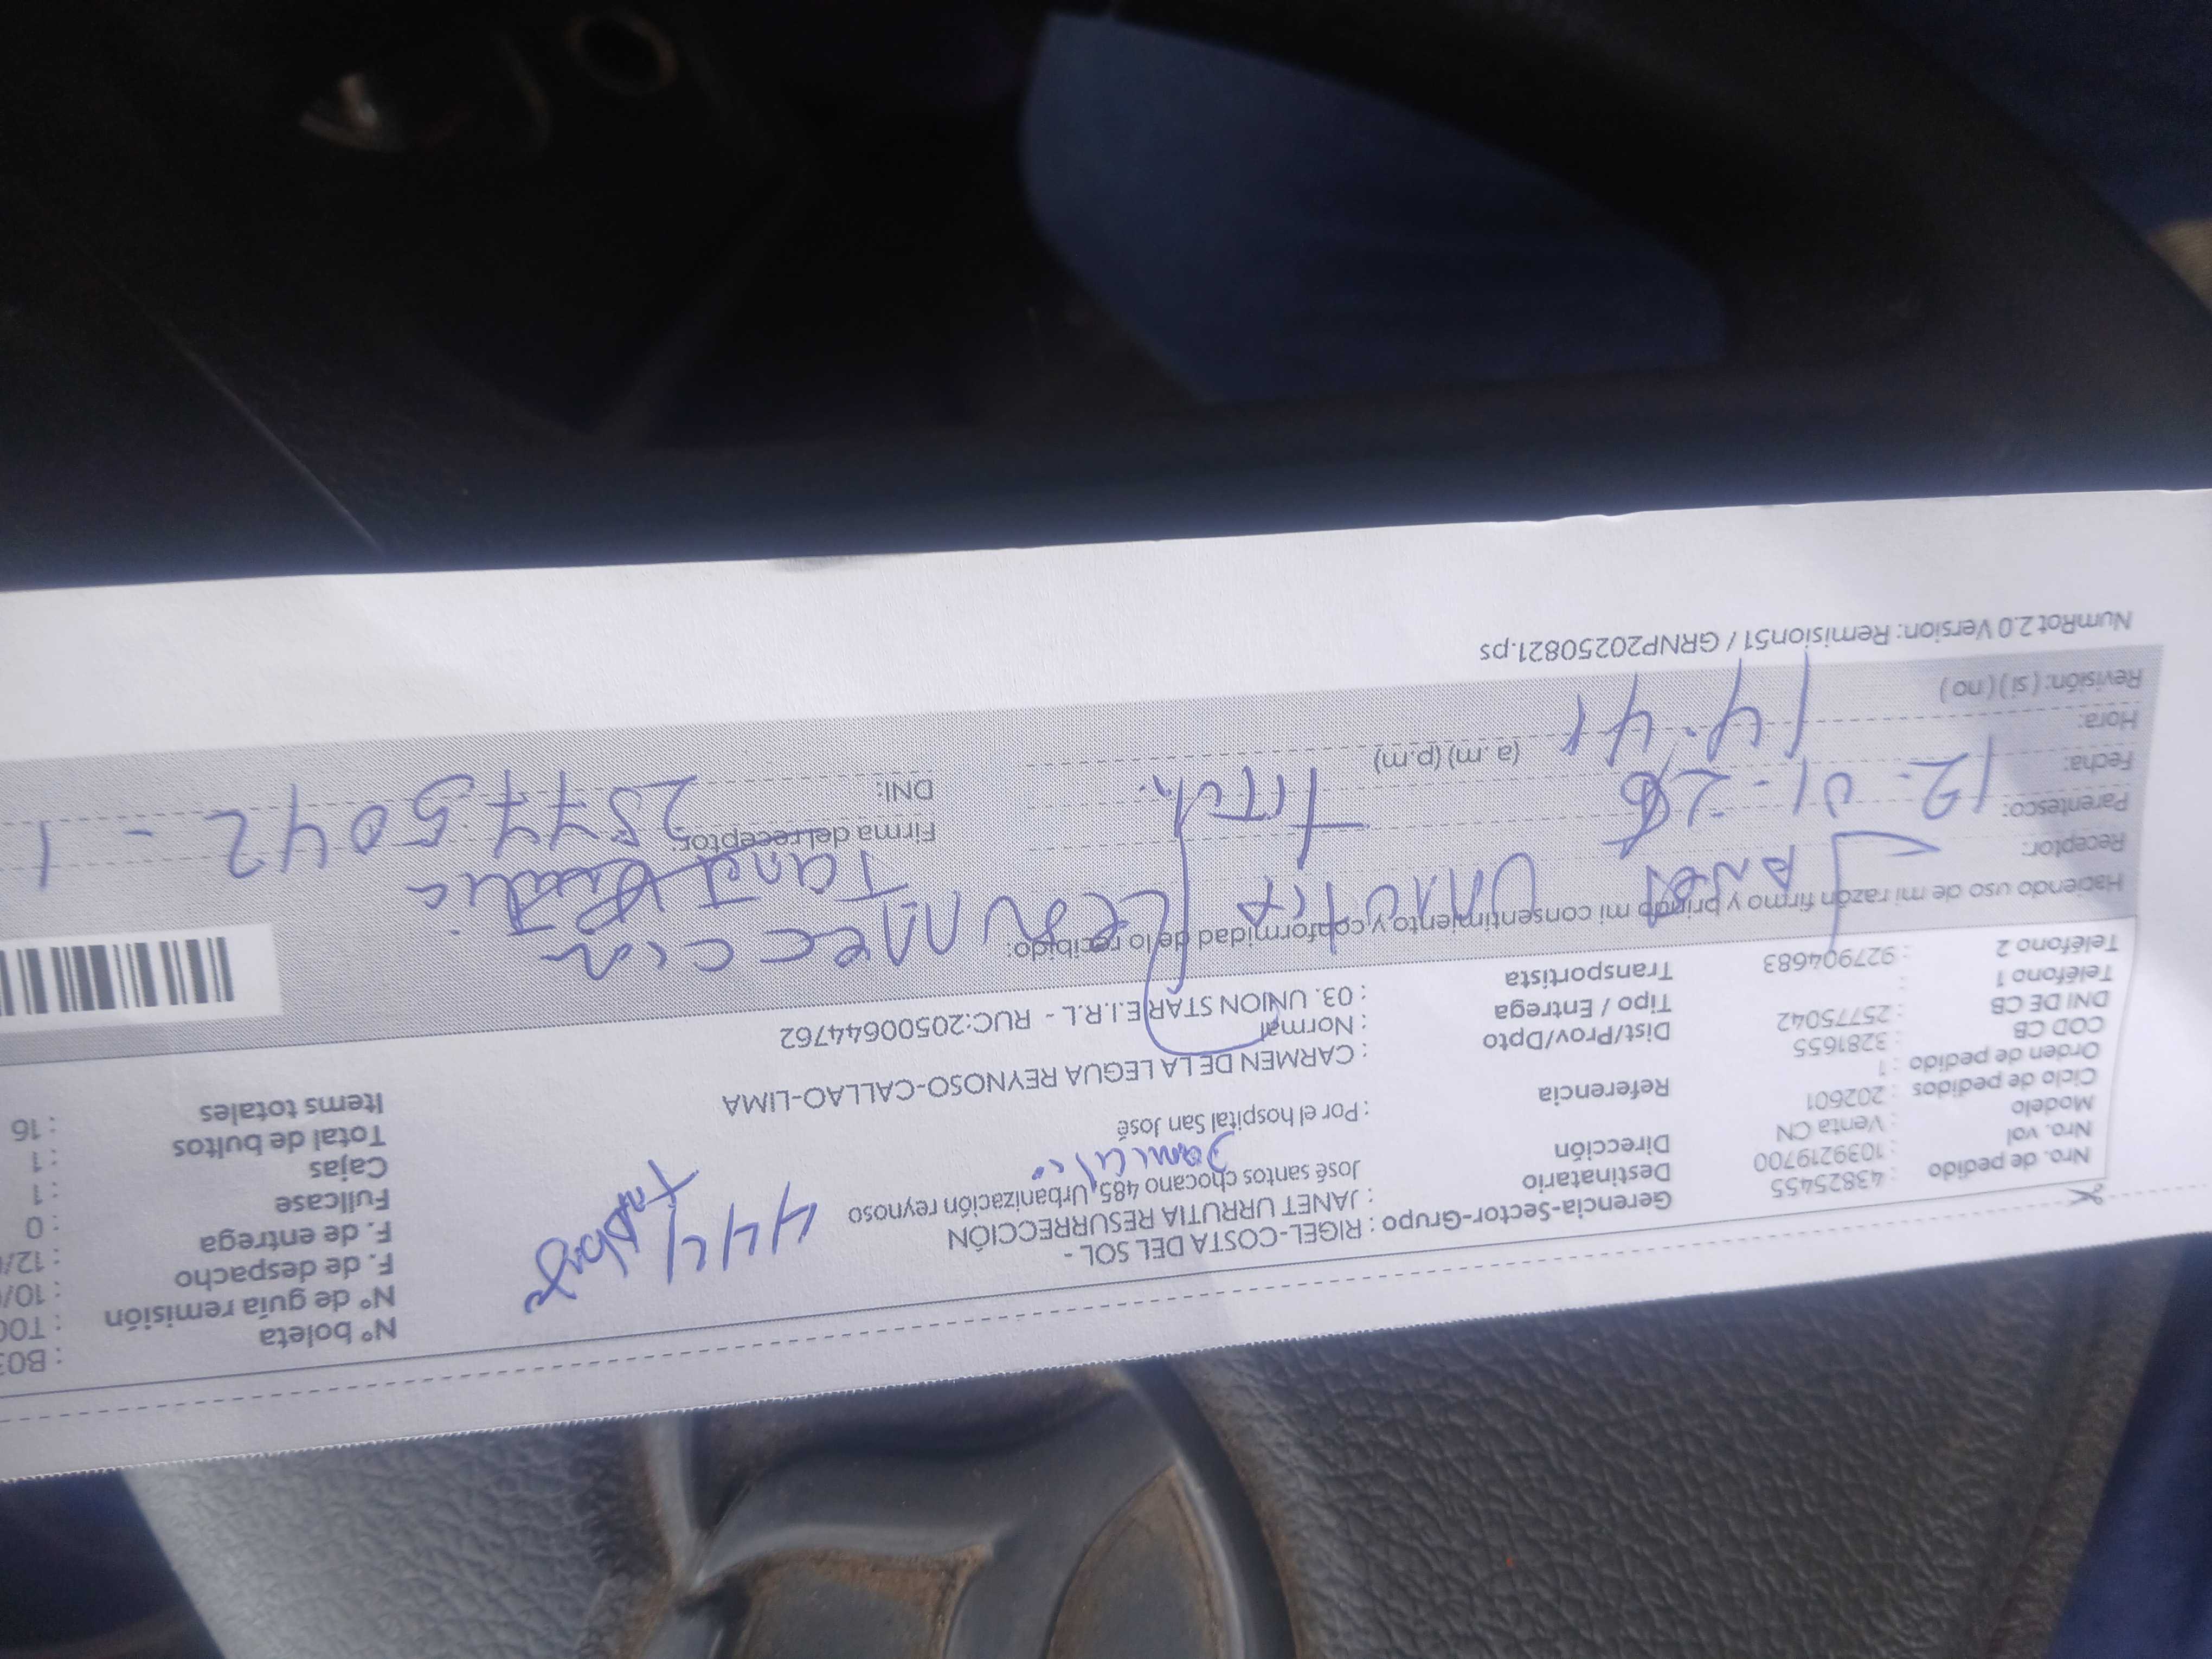 Nro. de pedido : 43825455
Nro. vol : 1039219700
Modelo : Venta CN
Ciclo de pedidos : 202601
Orden de pedido : 1
COD CB : 3281655
DNI DE CB : 25775042
Teléfono 1 :
Teléfono 2 : 927904683
Gerencia-Sector-Grupo : RIGEL-COSTA DEL SOL -
Destinatario : JANET URRUTIA RESURRECCIÓN
Dirección José santos chocano 485, Urbanización reynoso
Referencia : Por el hospital San José
Dist/Prov/Dpto : CARMEN DE LA LEGUA REYNOSO-CALLAO-LIMA
Tipo / Entrega : Normal
Transportista : 03. UNION STAR E.I.R.L - RUC:20500644762
444
N° boleta : B03
N° de guía remisión : T00
F. de despacho : 10/0
F. de entrega : 12/
Fullcase : 0
Cajas : 1
Total de bultos : 1
Items totales : 16
Haciendo uso de mi razón firmo y brindo mi consentimiento y conformidad de lo recibido:
Receptor: Janet Urrutia
Parentesco:
Fecha: 12-01-26
Hora: 14:41 (a. m) (p.m)
Revisión: ( si ) ( no )
Firma del receptor:
DNI: 25775042 - 1
NumRot 2.0 Version: Remision51 / GRNP20250821.ps